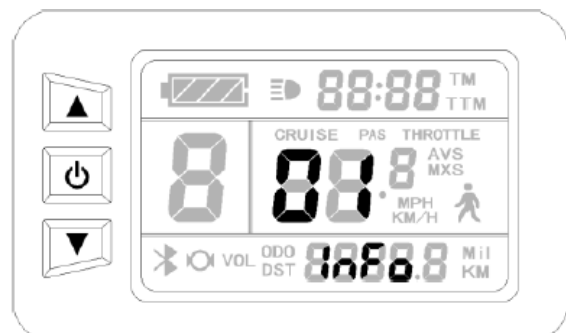 88:88 TM
TTM
CRUISE PAS THROTTLE
8 01.8 AVS
MXS
MPH
KM/H
VOL ODO
DST InFo.8 Mil
KM